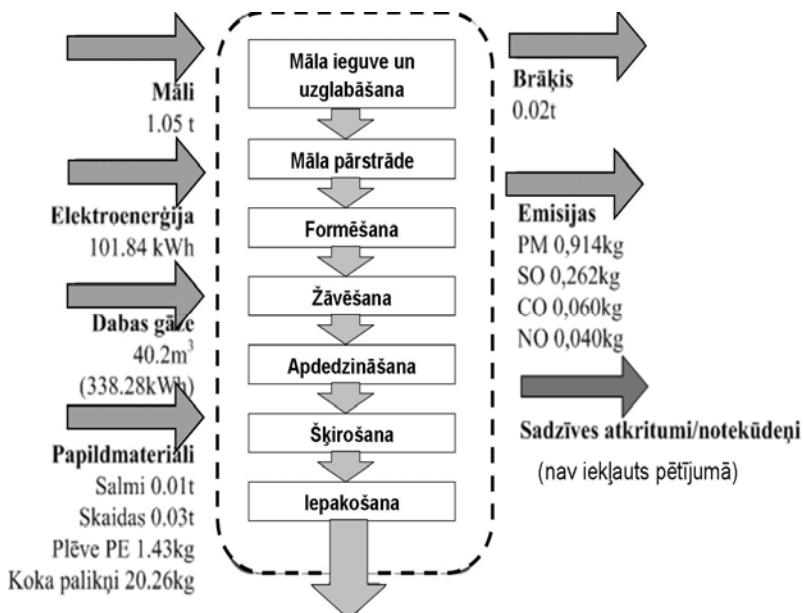 Māli
1.05 t
Elektroenerģija
101.84 kWh
Dabas gāze
40.2m³
(338.28kWh)
Papildmateriali
Salmi 0.01t
Skaidas 0.03t
Plēve PE 1.43kg
Koka palikņi 20.26kg
Māla ieguve un
uzglabāšana
Māla pārstrāde
Formēšana
Žāvēšana
Apdedzināšana
Šķirošana
Iepakošana
Brāķis
0.02t
Emisijas
PM 0,914kg
SO 0,262kg
CO 0,060kg
NO 0,040kg
Sadzīves atkritumi/notekūdeņi
(nav iekļauts pētījumā)